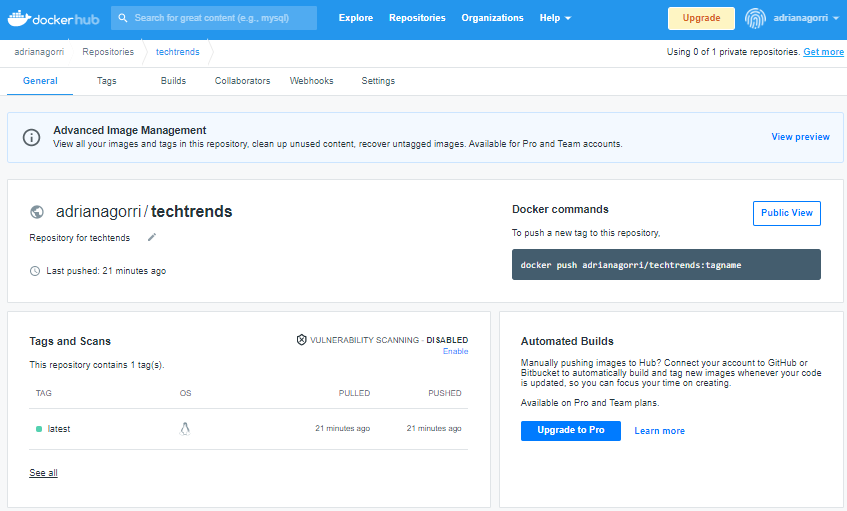 dockerhub
Search for great content (e.g., mysql)
Explore
Repositories
Organizations
Help
Upgrade
adrianagorri
adrianagorri
Repositories
techtrends
Using 0 of 1 private repositories. Get more
General
Tags
Builds
Collaborators
Webhooks
Settings
Advanced Image Management
View all your images and tags in this repository, clean up unused content, recover untagged images. Available for Pro and Team accounts.
View preview
adrianagorri / techtrends
Repository for techtends
Last pushed: 21 minutes ago
Docker commands
Public View
To push a new tag to this repository,
docker push adrianagorri/techtrends:tagname
Tags and Scans
VULNERABILITY SCANNING - DISABLED
Enable
This repository contains 1 tag(s).
TAG
OS
PULLED
PUSHED
latest
21 minutes ago
21 minutes ago
See all
Automated Builds
Manually pushing images to Hub? Connect your account to GitHub or
Bitbucket to automatically build and tag new images whenever your code
is updated, so you can focus your time on creating.
Available on Pro and Team plans.
Upgrade to Pro
Learn more